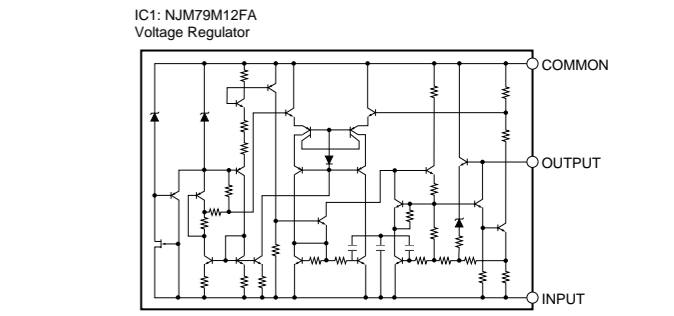 IC1: NJM79M12FA
Voltage Regulator
COMMON
OUTPUT
INPUT